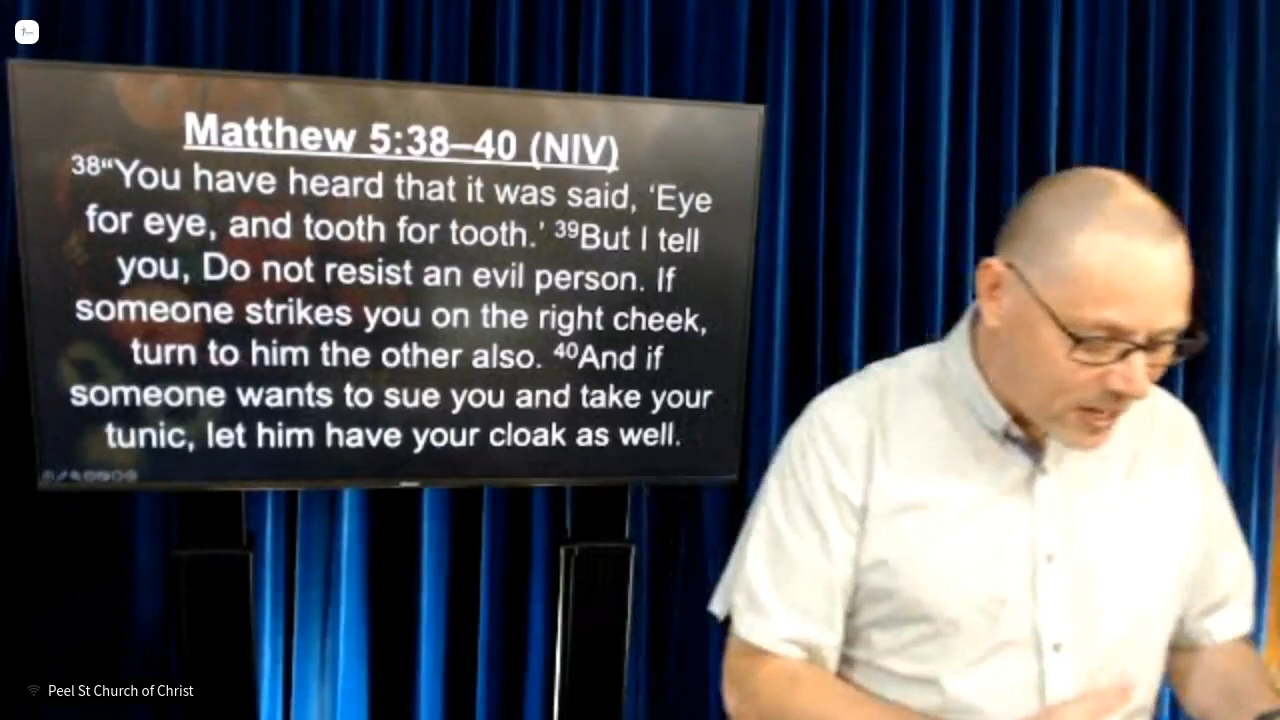 Matthew 5:38–40 (NIV)
38“You have heard that it was said, ‘Eye
for eye, and tooth for tooth.’ 39But I tell
you, Do not resist an evil person. If
someone strikes you on the right cheek,
turn to him the other also. 40And if
someone wants to sue you and take your
tunic, let him have your cloak as well.
Peel St Church of Christ